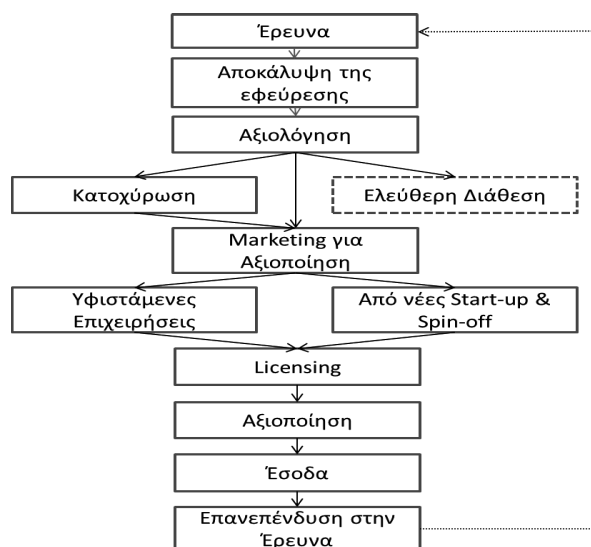 Έρευνα
Αποκάλυψη της
εφεύρεσης
Αξιολόγηση
Κατοχύρωση
Ελεύθερη Διάθεση
Marketing για
Αξιοποίηση
Υφιστάμενες
Επιχειρήσεις
Από νέες Start-up &
Spin-off
Licensing
Αξιοποίηση
Έσοδα
Επανεπένδυση στην
Έρευνα